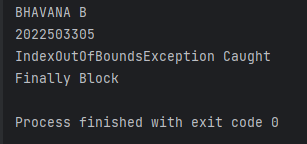 BHAVANA B
2022503305
IndexOutOfBoundsException Caught
Finally Block
Process finished with exit code 0